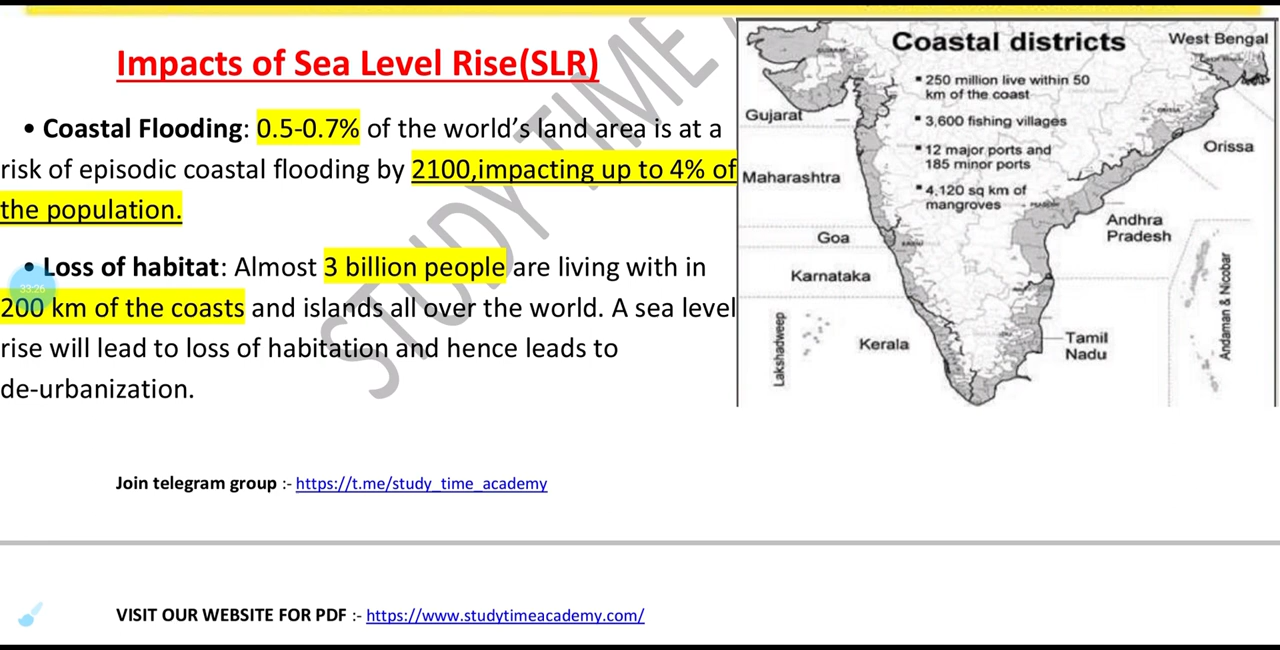 Impacts of Sea Level Rise(SLR)
• Coastal Flooding: 0.5-0.7% of the world’s land area is at a
risk of episodic coastal flooding by 2100,impacting up to 4% of
the population.
• Loss of habitat: Almost 3 billion people are living with in
200 km of the coasts and islands all over the world. A sea level
rise will lead to loss of habitation and hence leads to
de-urbanization.
33:26
STUDY TIME
Coastal districts
▪ 250 million live within 50
km of the coast
▪ 3,600 fishing villages
▪ 12 major ports and
185 minor ports
▪ 4,120 sq km of
mangroves
West Bengal
Gujarat
Orissa
Maharashtra
Andhra
Pradesh
Goa
Karnataka
Kerala
Tamil
Nadu
Lakshadweep
Andaman & Nicobar
Join telegram group :- https://t.me/study_time_academy
VISIT OUR WEBSITE FOR PDF :- https://www.studytimeacademy.com/